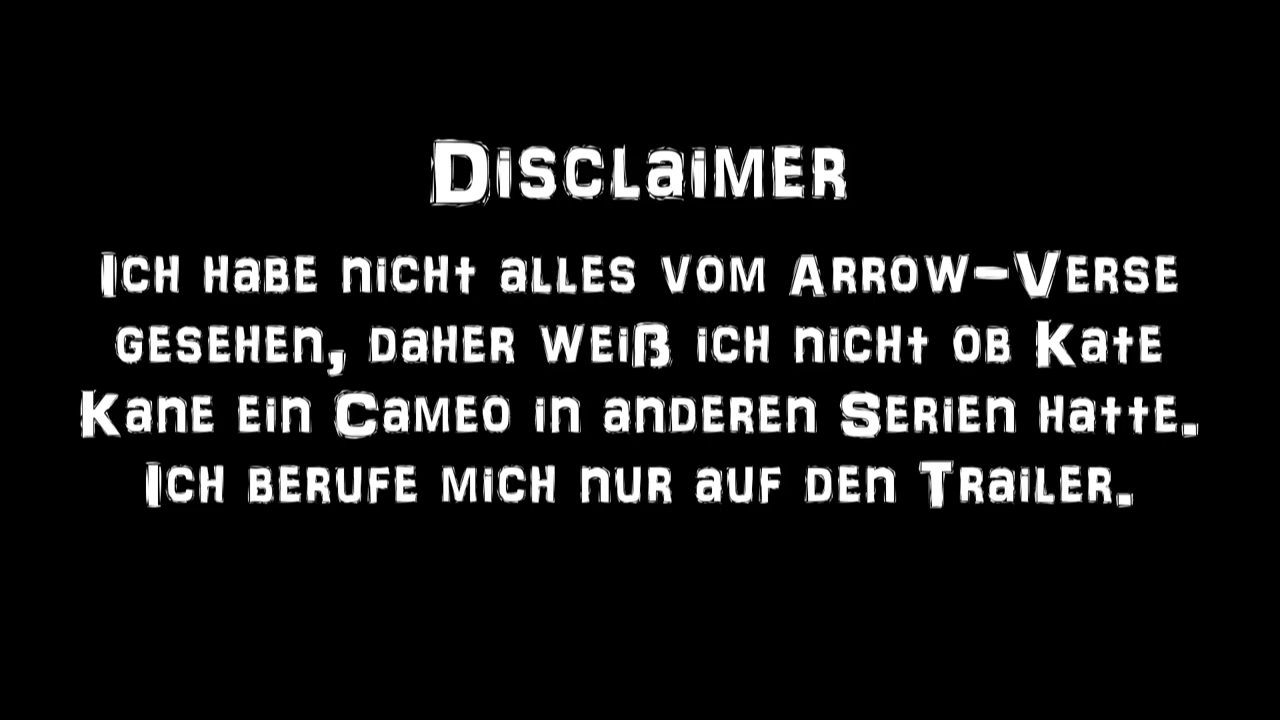 Disclaimer
Ich habe nicht alles vom Arrow-Verse
gesehen, daher weiß ich nicht ob Kate
Kane ein Cameo in anderen Serien hatte.
Ich berufe mich nur auf den Trailer.